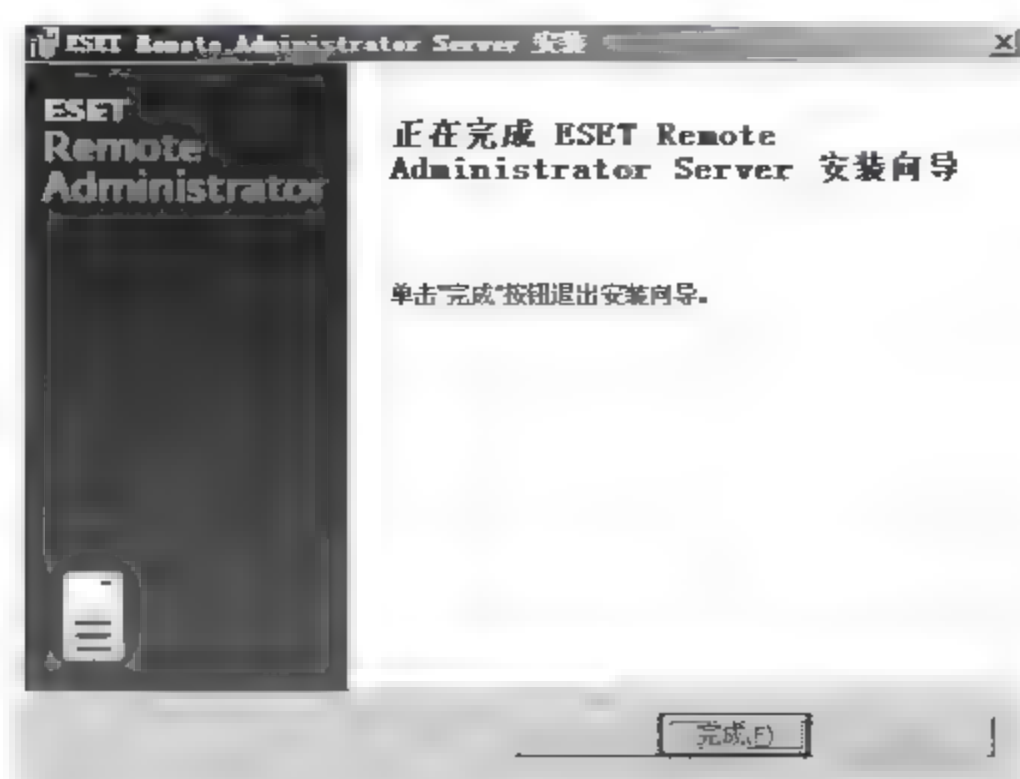 ESET Remote Administrator Server 安装
ESET
Remote
Administrator
正在完成 ESET Remote
Administrator Server 安装向导
单击"完成"按钮退出安装向导。
完成(F)